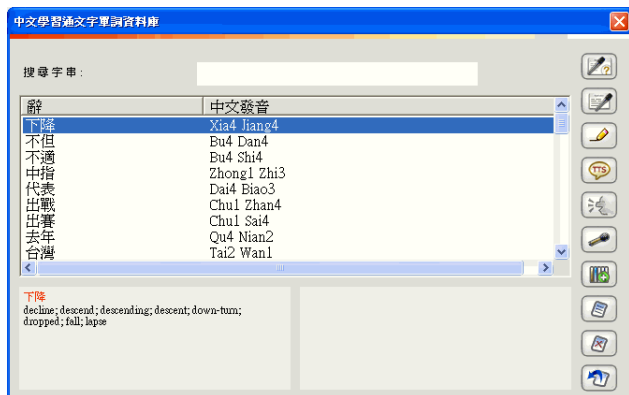 中文學習通文字單詞資料庫
搜尋字串:
辭 中文發音
下降 Xia4 Jiang4
不但 Bu4 Dan4
不適 Bu4 Shi4
中指 Zhong1 Zhi3
代表 Dai4 Biao3
出戰 Chu1 Zhan4
出賽 Chu1 Sai4
去年 Qu4 Nian2
台灣 Tai2 Wan1
下降
decline; descend; descending; descent; down-turn;
dropped; fall; lapse
TTS